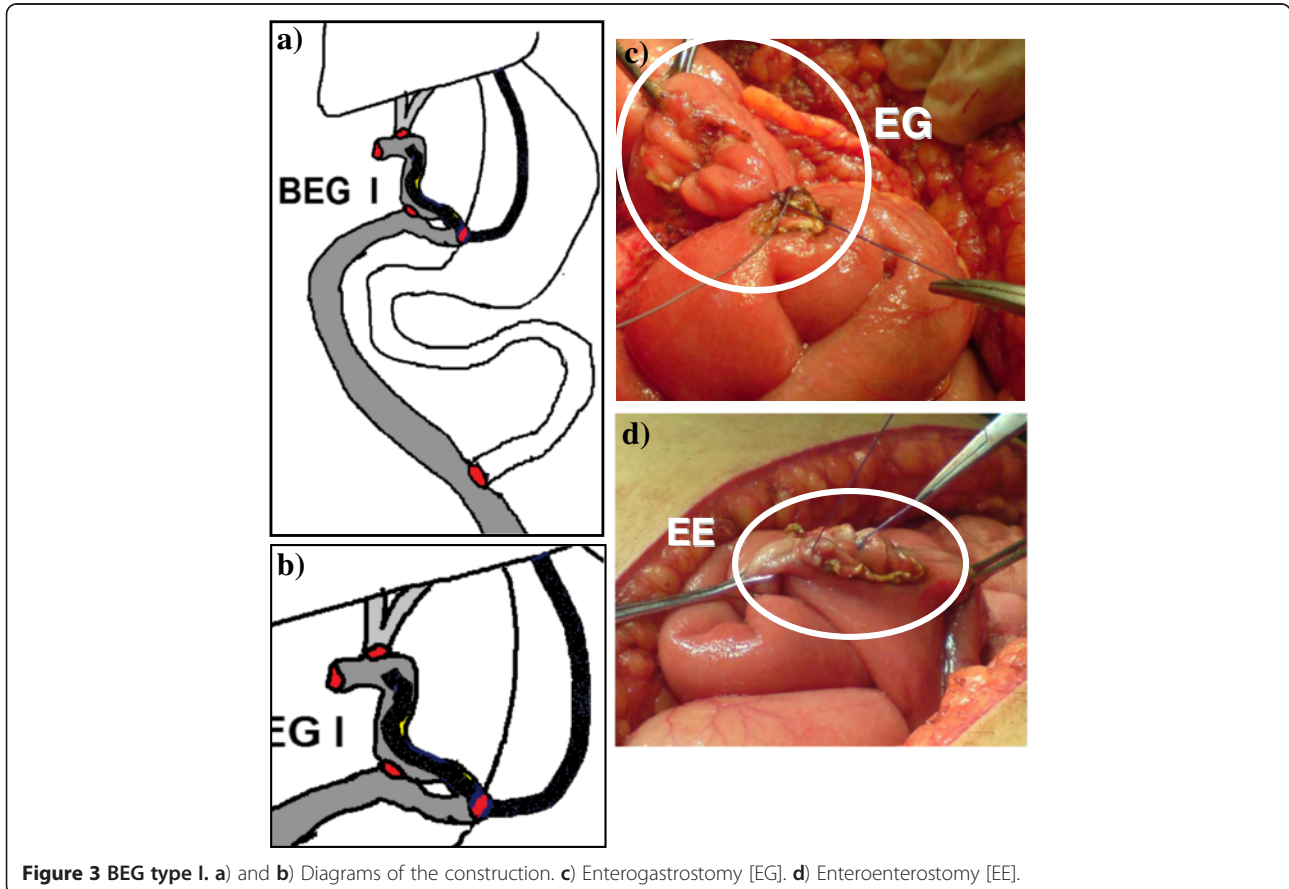 a)
BEG I
b)
EG I
c)
EG
d)
EE
Figure 3 BEG type I. a) and b) Diagrams of the construction. c) Enterogastrostomy [EG]. d) Enteroenterostomy [EE].